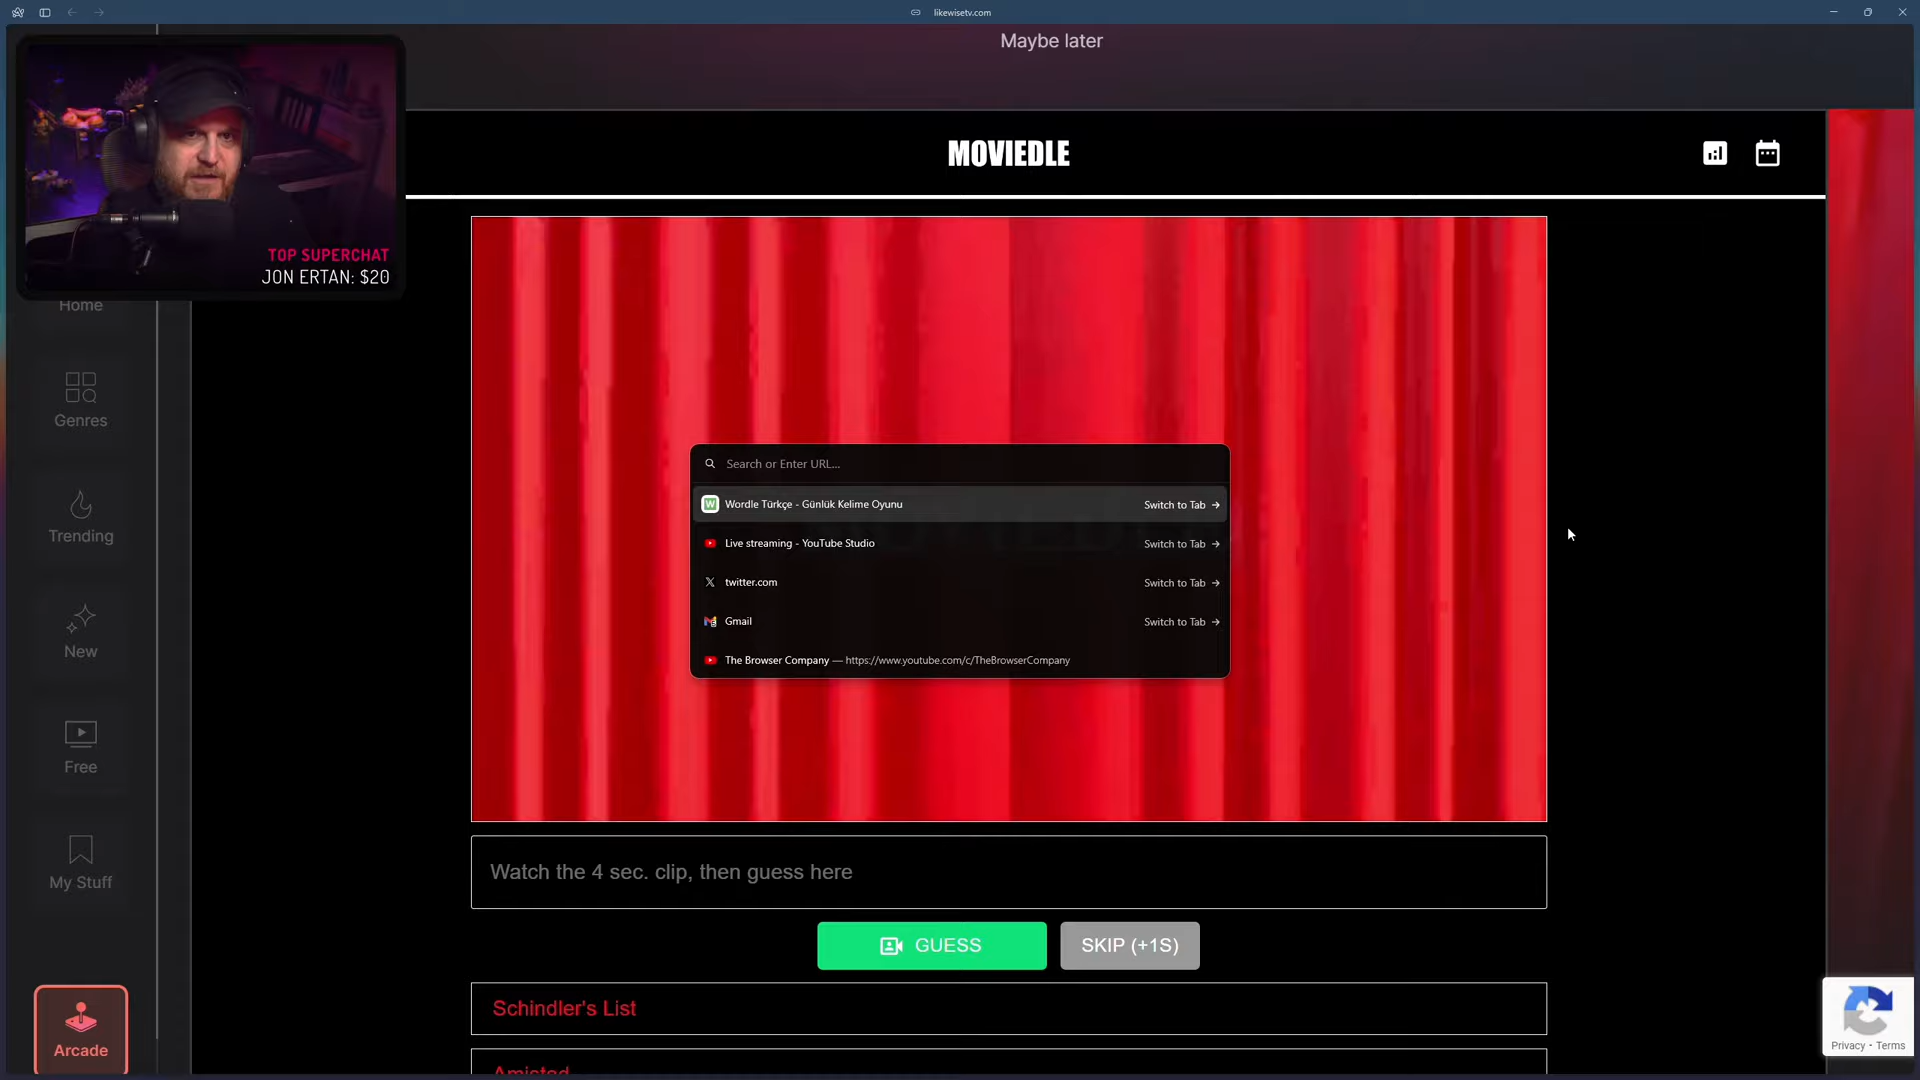 likewisetv.com
Maybe later
MOVIEDLE
TOP SUPERCHAT
JON ERTAN: $20
Home
Genres
Trending
New
Free
My Stuff
Arcade
Search or Enter URL...
Wordle Türkçe - Günlük Kelime Oyunu Switch to Tab →
Live streaming - YouTube Studio Switch to Tab →
twitter.com Switch to Tab →
Gmail Switch to Tab →
The Browser Company — https://www.youtube.com/c/TheBrowserCompany
Watch the 4 sec. clip, then guess here
GUESS
SKIP (+1S)
Schindler's List
Amistad
Privacy - Terms